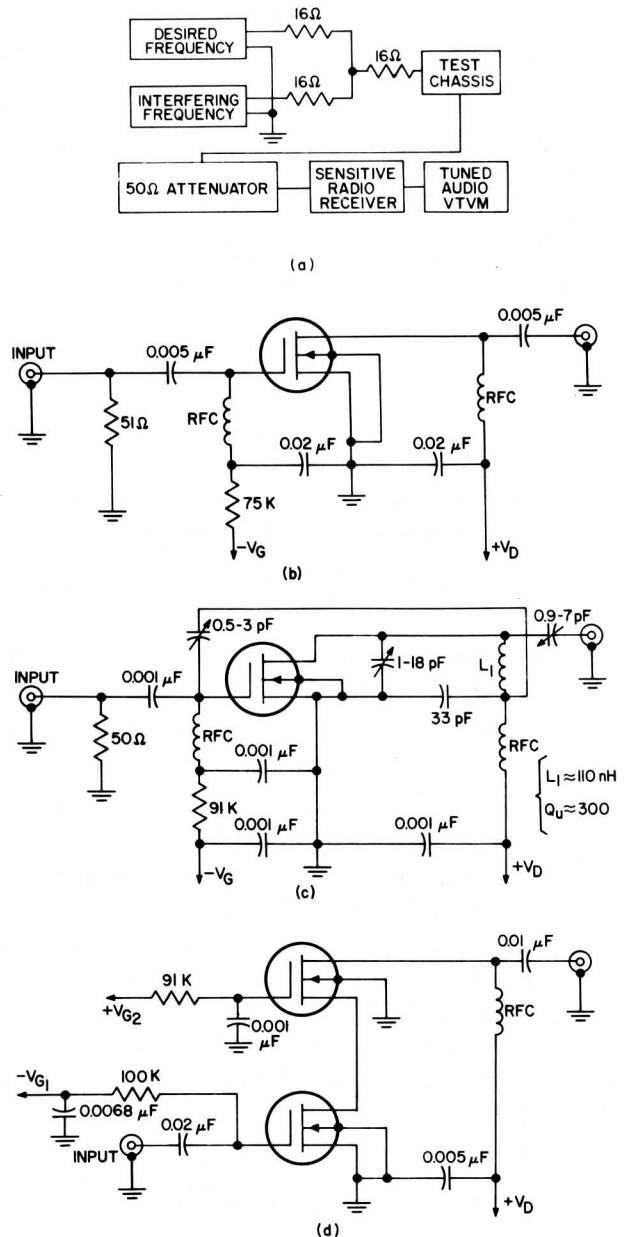 DESIRED
FREQUENCY
16Ω
16Ω
16Ω
TEST
CHASSIS
INTERFERING
FREQUENCY
50Ω ATTENUATOR
SENSITIVE
RADIO
RECEIVER
TUNED
AUDIO
VTVM
(a)
INPUT
0.005 μF
0.005 μF
51Ω
RFC
RFC
0.02 μF
0.02 μF
75 K
-VG
+VD
(b)
0.5-3 pF
0.9-7pF
INPUT
0.001
μF
1-18 pF
L1
33 pF
50Ω
RFC
RFC
0.001
μF
91 K
0.001
μF
0.001
μF
L1≈110 nH
Qu≈300
-VG
+VD
(c)
0.01
μF
91 K
RFC
+VG2
0.001
μF
-VG1
100K
0.0068 μF
0.02 μF
INPUT
0.005 μF
+VD
(d)